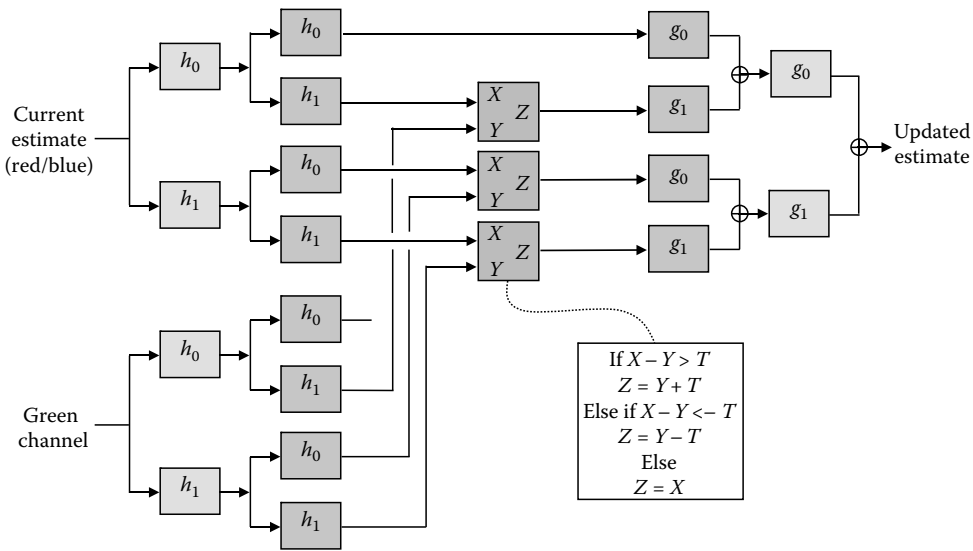 h0
h0
h1
Current
estimate
(red/blue)
h1
h0
h1
X
Y
Z
X
Y
Z
X
Y
Z
g0
g1
g0
g0
g1
g1
Updated
estimate
Green
channel
h0
h0
h1
h1
h0
h1
If X – Y > T
Z = Y + T
Else if X – Y <– T
Z = Y – T
Else
Z = X